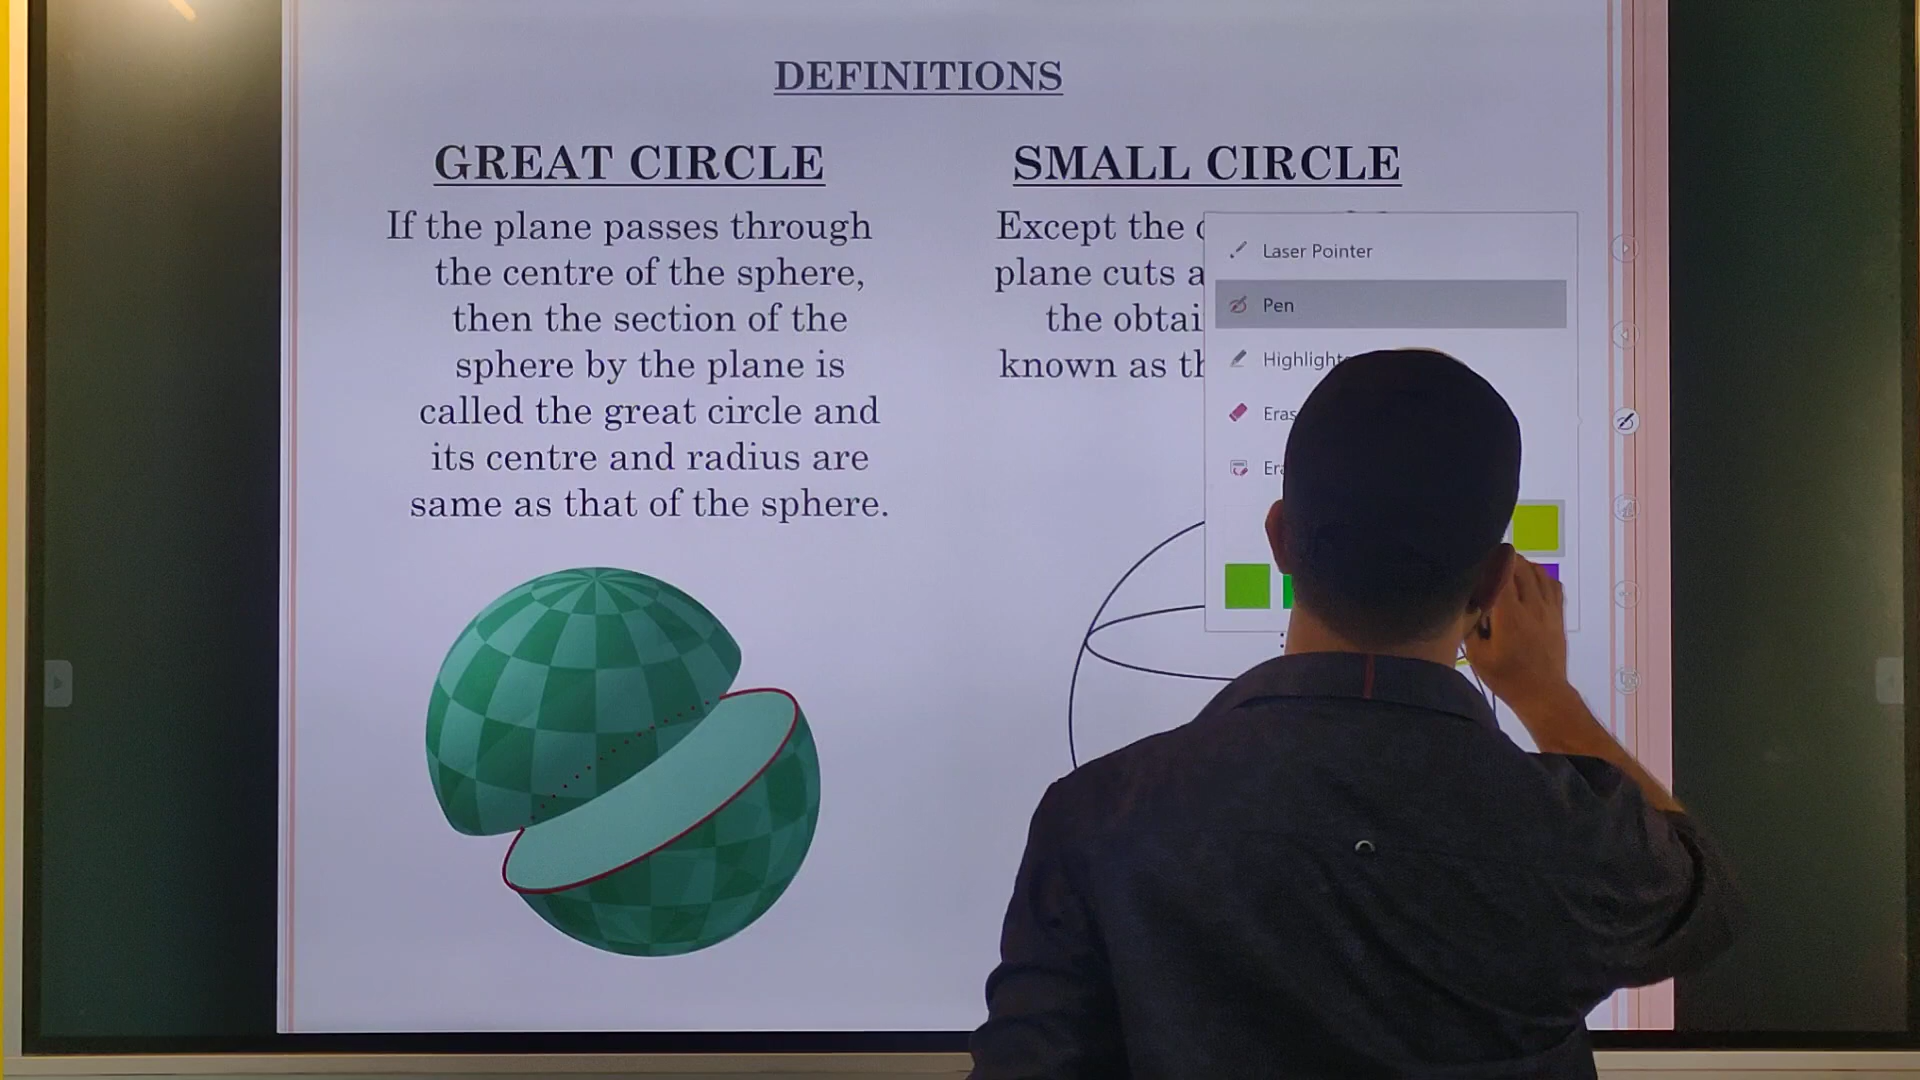 DEFINITIONS
GREAT CIRCLE
If the plane passes through
the centre of the sphere,
then the section of the
sphere by the plane is
called the great circle and
its centre and radius are
same as that of the sphere.
SMALL CIRCLE
Except the
plane cuts
the
known as
Laser Pointer
Pen